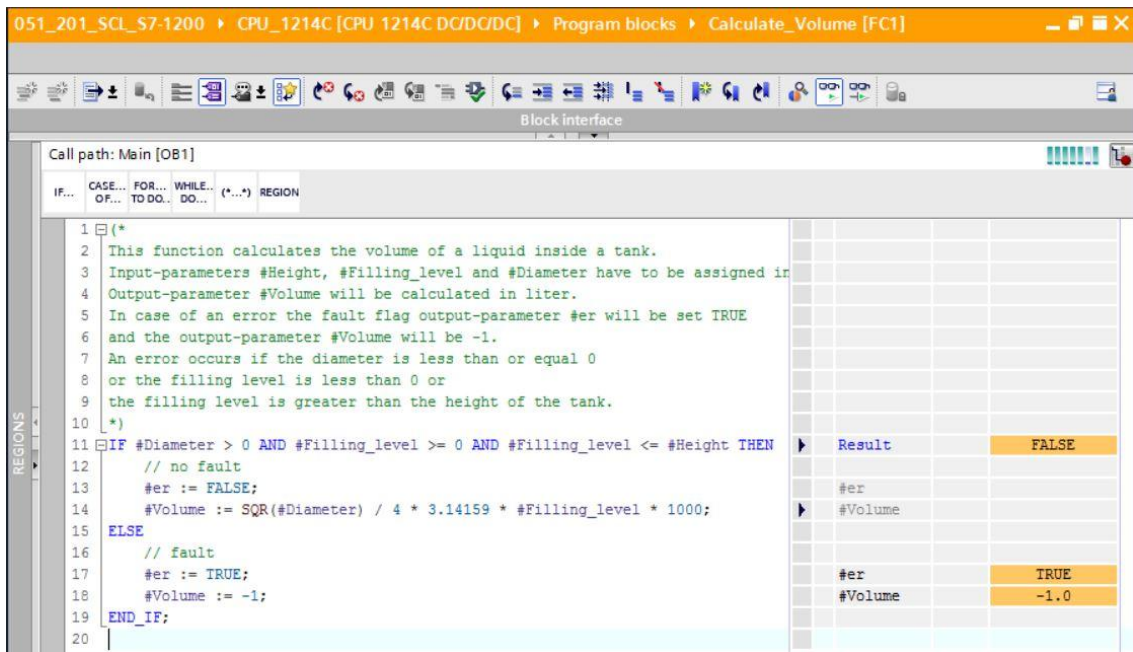 051_201_SCL_S7-1200 ▸ CPU_1214C [CPU 1214C DC/DC/DC] ▸ Program blocks ▸ Calculate_Volume [FC1]
Block interface
Call path: Main [OB1]
IF... CASE... OF... FOR... TO DO.. WHILE.. DO... (*...*) REGION
REGIONS
1 (*
2 This function calculates the volume of a liquid inside a tank.
3 Input-parameters #Height, #Filling_level and #Diameter have to be assigned in
4 Output-parameter #Volume will be calculated in liter.
5 In case of an error the fault flag output-parameter #er will be set TRUE
6 and the output-parameter #Volume will be -1.
7 An error occurs if the diameter is less than or equal 0
8 or the filling level is less than 0 or
9 the filling level is greater than the height of the tank.
10 *)
11 IF #Diameter > 0 AND #Filling_level >= 0 AND #Filling_level <= #Height THEN Result FALSE
12 // no fault
13 #er := FALSE; #er
14 #Volume := SQR(#Diameter) / 4 * 3.14159 * #Filling_level * 1000; #Volume
15 ELSE
16 // fault
17 #er := TRUE; #er TRUE
18 #Volume := -1; #Volume -1.0
19 END_IF;
20